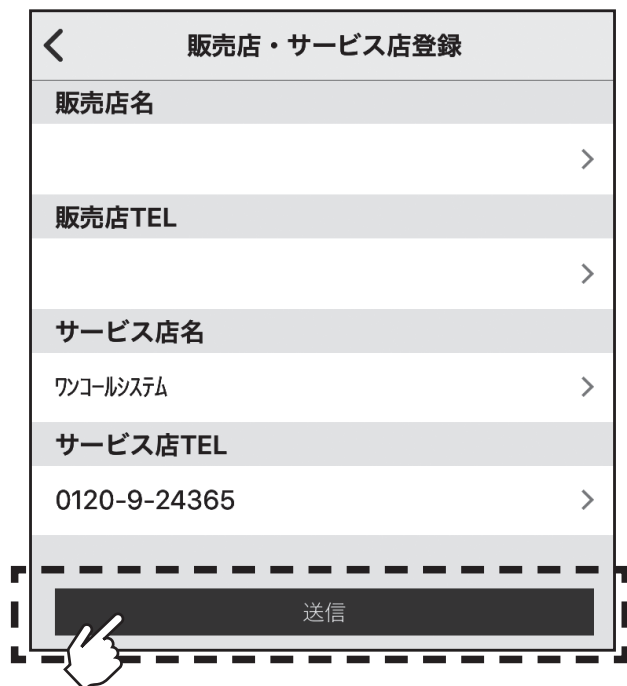 販売店・サービス店登録
販売店名
販売店TEL
サービス店名
ﾜﾝｺｰﾙｼｽﾃﾑ
サービス店TEL
0120-9-24365
送信